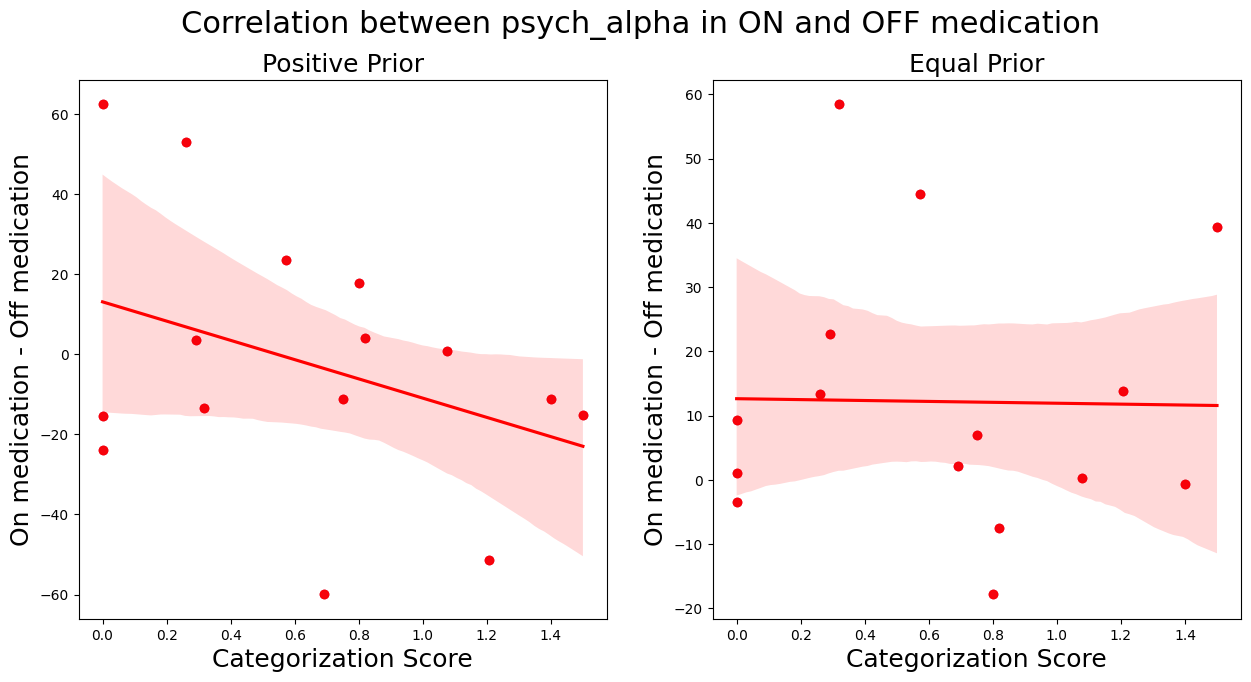 Correlation between psych_alpha in ON and OFF medication
Positive Prior
On medication - Off medication
60
40
20
0
−20
−40
−60
0.0 0.2 0.4 0.6 0.8 1.0 1.2 1.4
Categorization Score
Equal Prior
On medication - Off medication
60
50
40
30
20
10
0
−10
−20
0.0 0.2 0.4 0.6 0.8 1.0 1.2 1.4
Categorization Score